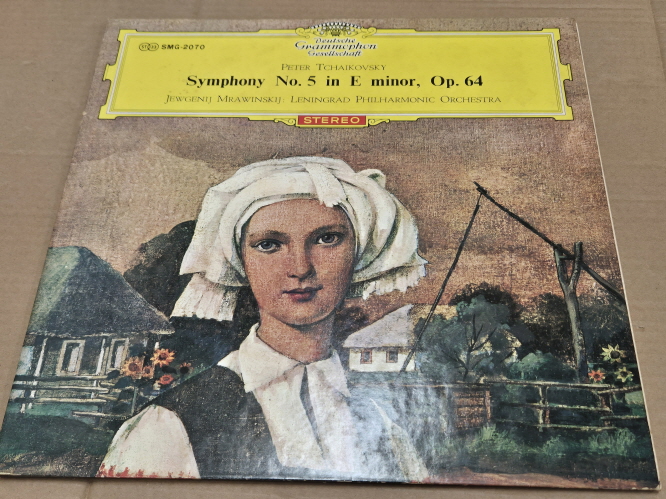 SMG-2070
Deutsche
Grammophon
Gesellschaft
PETER TCHAIKOVSKY
Symphony No. 5 in E minor, Op. 64
JEWGENIJ MRAWINSKIJ: LENINGRAD PHILHARMONIC ORCHESTRA
STEREO